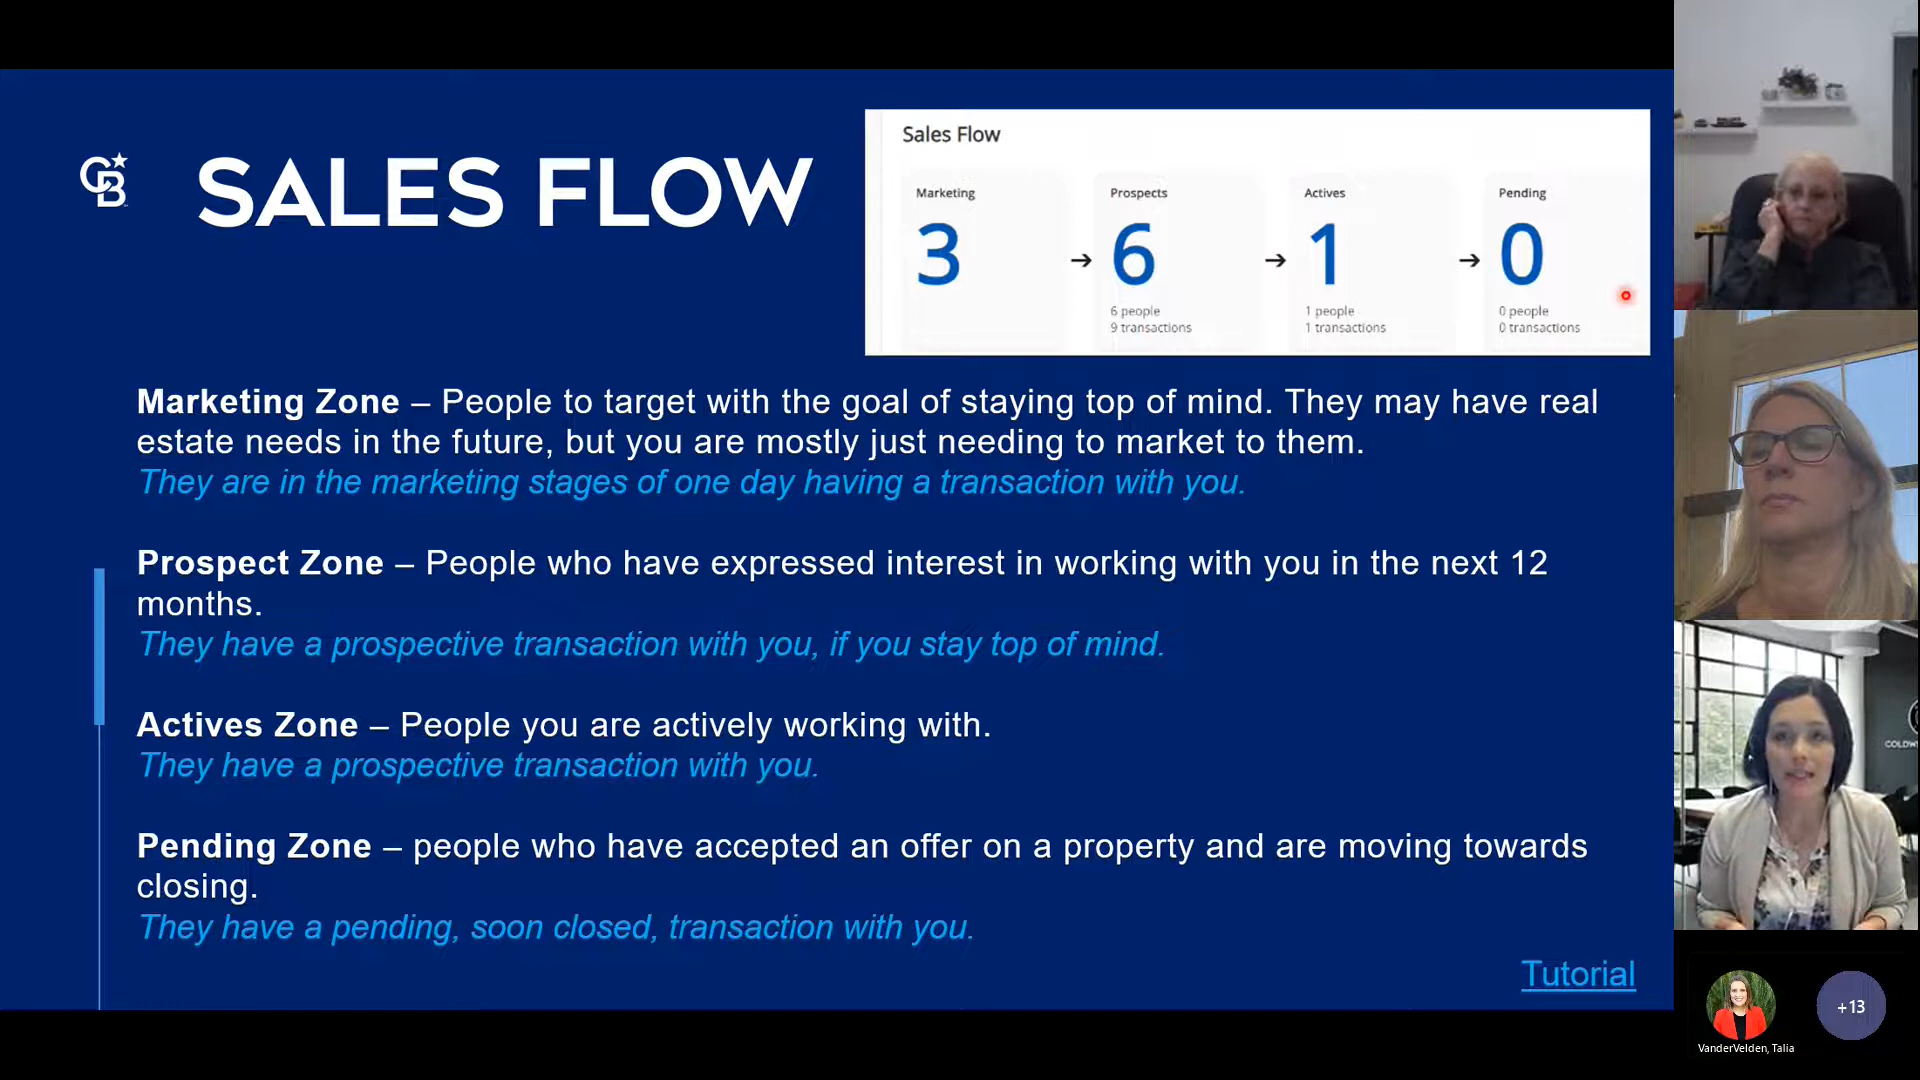 CB
SALES FLOW
Sales Flow
Marketing
3
Prospects
6
6 people
9 transactions
Actives
1
1 people
1 transactions
Pending
0
0 people
0 transactions
Marketing Zone – People to target with the goal of staying top of mind. They may have real
estate needs in the future, but you are mostly just needing to market to them.
They are in the marketing stages of one day having a transaction with you.
Prospect Zone – People who have expressed interest in working with you in the next 12
months.
They have a prospective transaction with you, if you stay top of mind.
Actives Zone – People you are actively working with.
They have a prospective transaction with you.
Pending Zone – people who have accepted an offer on a property and are moving towards
closing.
They have a pending, soon closed, transaction with you.
Tutorial
COLDW
VanderVelden, Talia
+13